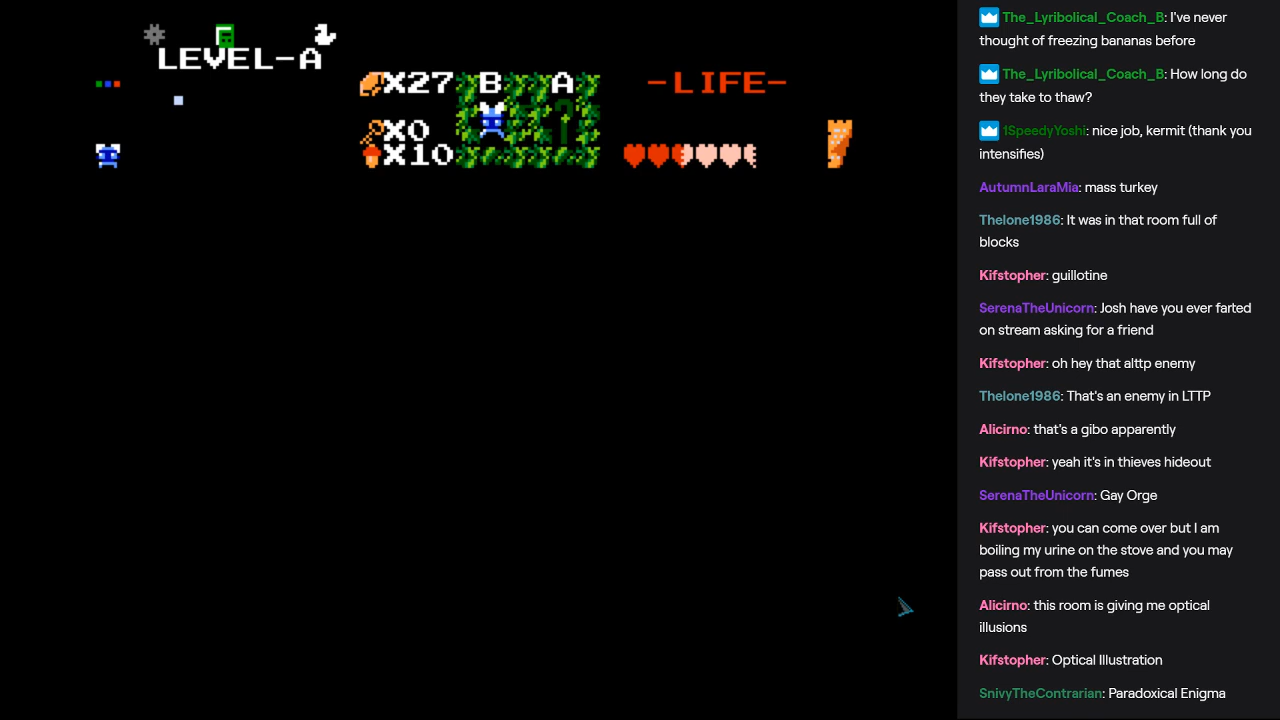 LEVEL-A
X27 B A -LIFE-
X0
X10
The_Lyribolical_Coach_B: I've never
thought of freezing bananas before
The_Lyribolical_Coach_B: How long do
they take to thaw?
1SpeedyYoshi: nice job, kermit (thank you
intensifies)
AutumnLaraMia: mass turkey
Thelone1986: It was in that room full of
blocks
Kifstopher: guillotine
SerenaTheUnicorn: Josh have you ever farted
on stream asking for a friend
Kifstopher: oh hey that alttp enemy
Thelone1986: That's an enemy in LTTP
Alicirno: that's a gibo apparently
Kifstopher: yeah it's in thieves hideout
SerenaTheUnicorn: Gay Orge
Kifstopher: you can come over but I am
boiling my urine on the stove and you may
pass out from the fumes
Alicirno: this room is giving me optical
illusions
Kifstopher: Optical Illustration
SnivyTheContrarian: Paradoxical Enigma